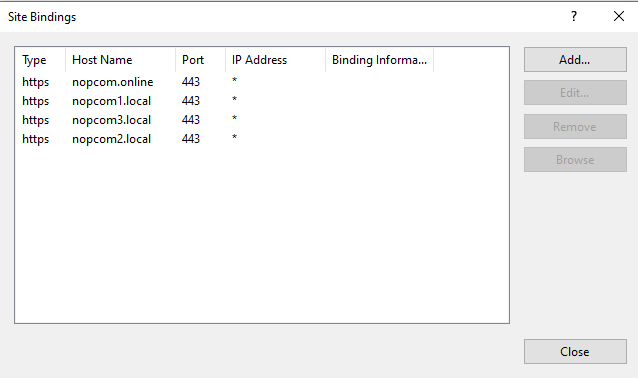 Site Bindings ?
Type Host Name Port IP Address Binding Informa... Add...
https nopcom.online 443 *
https nopcom1.local 443 * Edit...
https nopcom3.local 443 * Remove
https nopcom2.local 443 *
Browse
Close